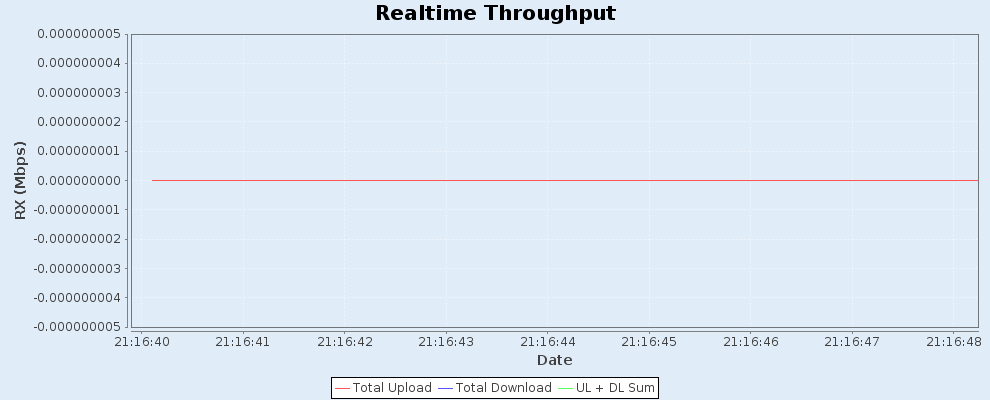 Realtime Throughput
0.000000005
0.000000004
0.000000003
0.000000002
0.000000001
0.000000000
-0.000000001
-0.000000002
-0.000000003
-0.000000004
-0.000000005
RX (Mbps)
21:16:40 21:16:41 21:16:42 21:16:43 21:16:44 21:16:45 21:16:46 21:16:47 21:16:48
Date
Total Upload Total Download UL + DL Sum